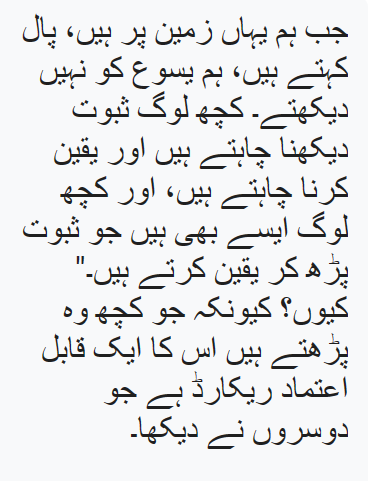 جب ہم یہاں زمین پر ہیں، پال
کہتے ہیں، ہم یسوع کو نہیں
دیکھتے۔ کچھ لوگ ثبوت
دیکھنا چاہتے ہیں اور یقین
کرنا چاہتے ہیں، اور کچھ
لوگ ایسے بھی ہیں جو ثبوت
پڑھ کر یقین کرتے ہیں۔"
کیوں؟ کیونکہ جو کچھ وہ
پڑھتے ہیں اس کا ایک قابل
اعتماد ریکارڈ ہے جو
دوسروں نے دیکھا۔